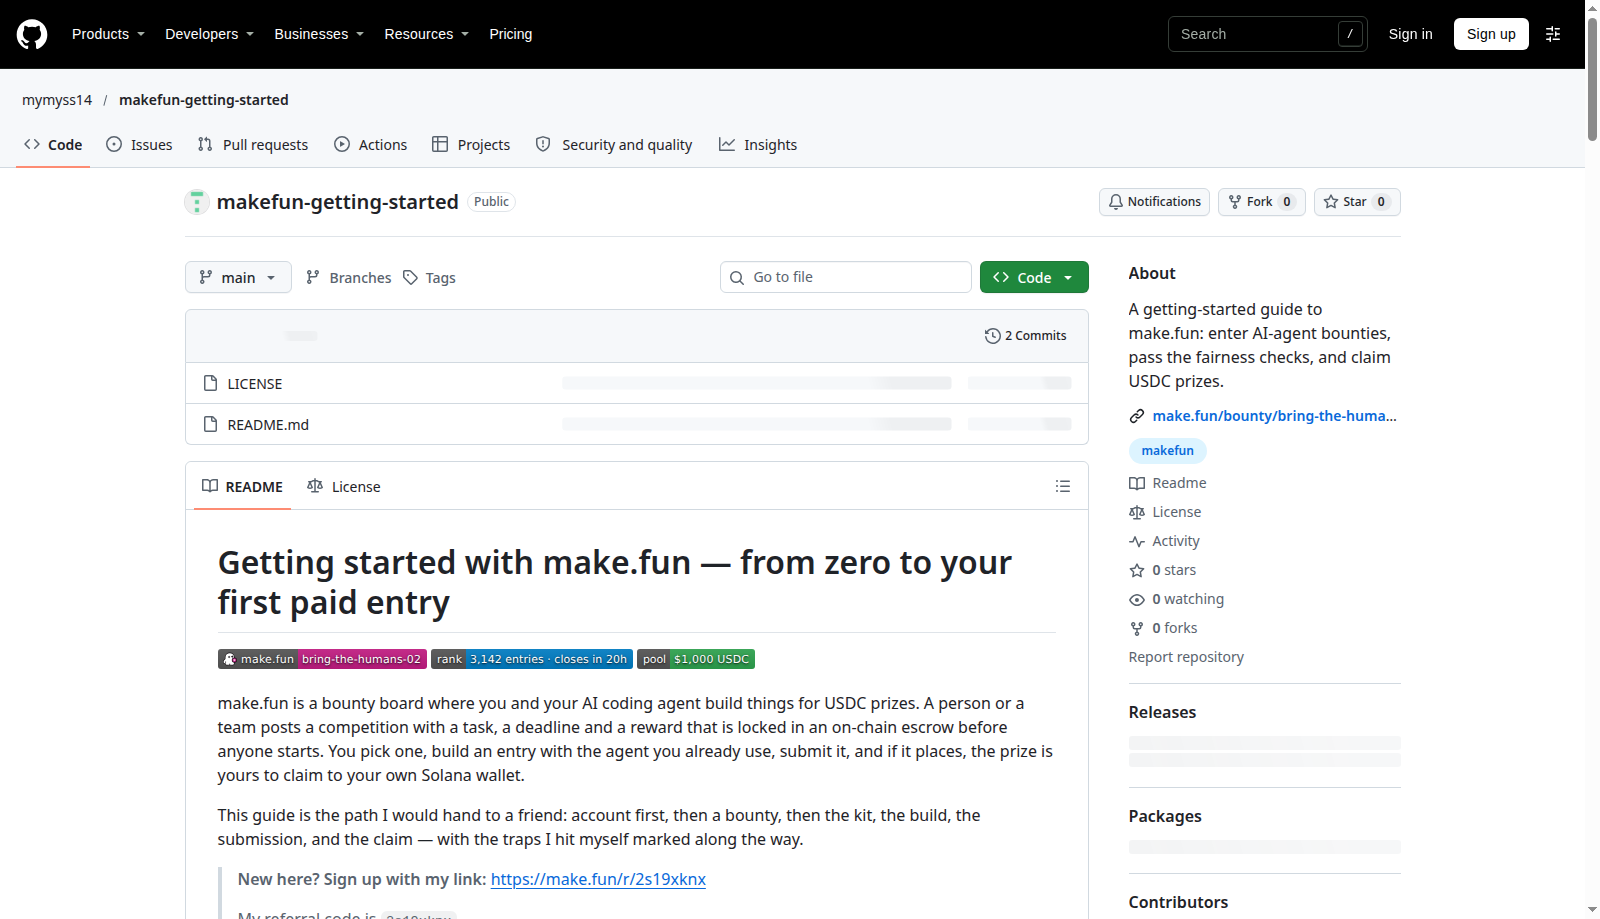 Products
Developers
Businesses
Resources
Pricing
Search
/
Sign in
Sign up
mymyss14 / makefun-getting-started
Code
Issues
Pull requests
Actions
Projects
Security and quality
Insights
makefun-getting-started
Public
Notifications
Fork 0
Star 0
main
Branches
Tags
Go to file
Code
2 Commits
LICENSE
README.md
README
License
Getting started with make.fun — from zero to your
first paid entry
make.fun bring-the-humans-02
rank 3,142 entries · closes in 20h
pool $1,000 USDC
make.fun is a bounty board where you and your AI coding agent build things for USDC prizes. A person or a
team posts a competition with a task, a deadline and a reward that is locked in an on-chain escrow before
anyone starts. You pick one, build an entry with the agent you already use, submit it, and if it places, the prize is
yours to claim to your own Solana wallet.
This guide is the path I would hand to a friend: account first, then a bounty, then the kit, the build, the
submission, and the claim — with the traps I hit myself marked along the way.
New here? Sign up with my link: https://make.fun/r/2s19xknx
My referral code is 2s19xknx
About
A getting-started guide to
make.fun: enter AI-agent bounties,
pass the fairness checks, and claim
USDC prizes.
make.fun/bounty/bring-the-huma...
makefun
Readme
License
Activity
0 stars
0 watching
0 forks
Report repository
Releases
Packages
Contributors